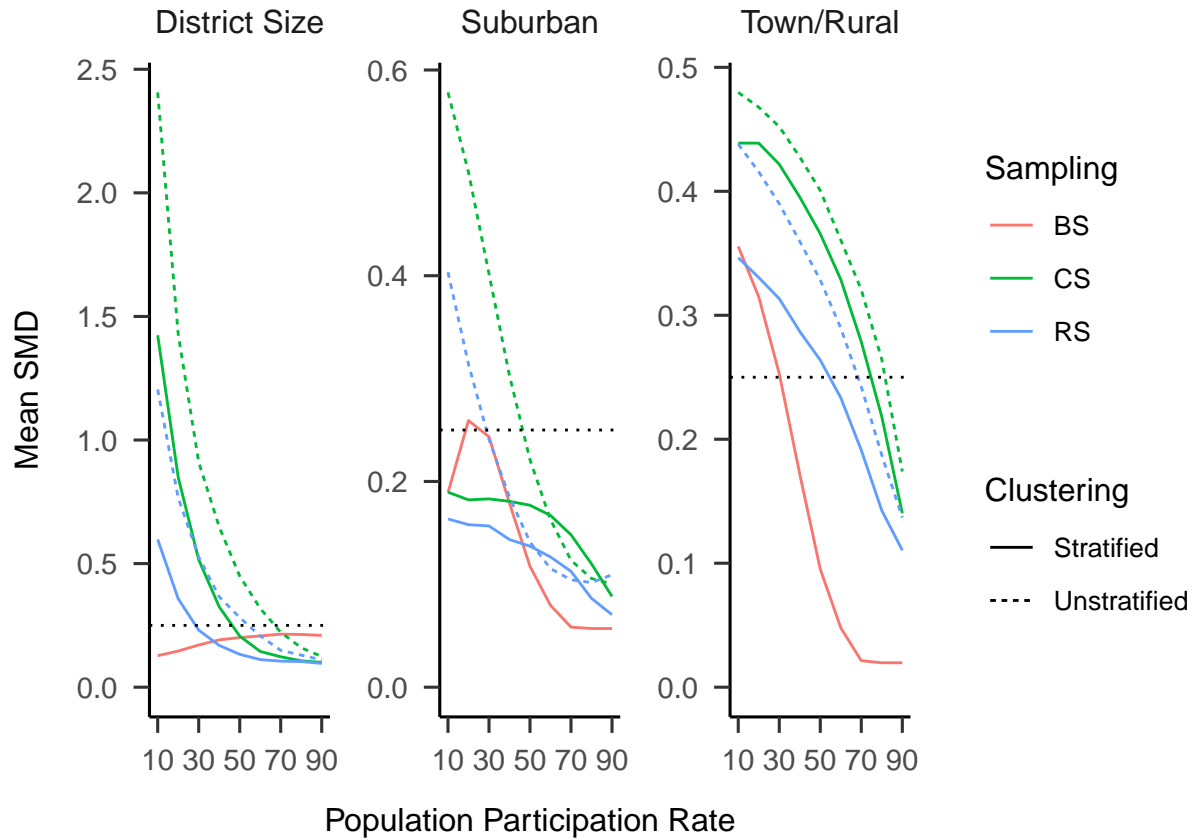 District Size
Suburban
Town/Rural
Mean SMD
2.5
2.0
1.5
1.0
0.5
0.0
10 30 50 70 90
0.6
0.4
0.2
0.0
10 30 50 70 90
0.5
0.4
0.3
0.2
0.1
0.0
10 30 50 70 90
Population Participation Rate
Sampling
BS
CS
RS
Clustering
Stratified
Unstratified